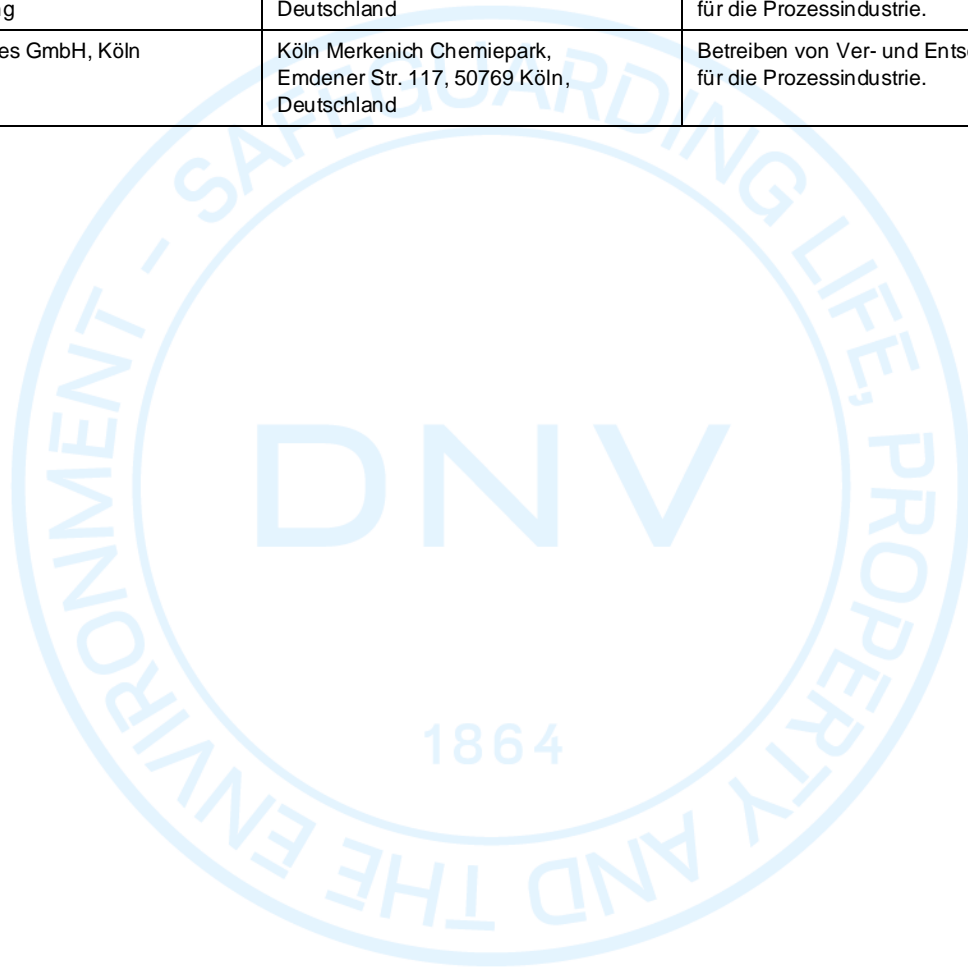 Deutschland
für die Prozessindustrie.
es GmbH, Köln
Köln Merkenich Chemiepark,
Emdener Str. 117, 50769 Köln,
Deutschland
Betreiben von Ver- und
für die Prozessindustrie.
SAFEGUARDING LIFE, PROPERTY AND THE ENVIRONMENT -
DNV
1864